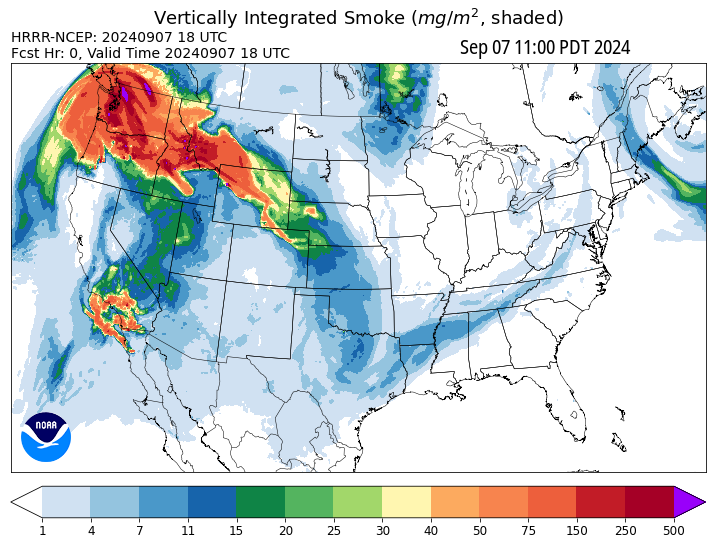 Vertically Integrated Smoke (mg/m², shaded)
HRRR-NCEP: 20240907 18 UTC
Fcst Hr: 0, Valid Time 20240907 18 UTC
Sep 07 11:00 PDT 2024
NOAA
1 4 7 11 15 20 25 30 40 50 75 150 250 500